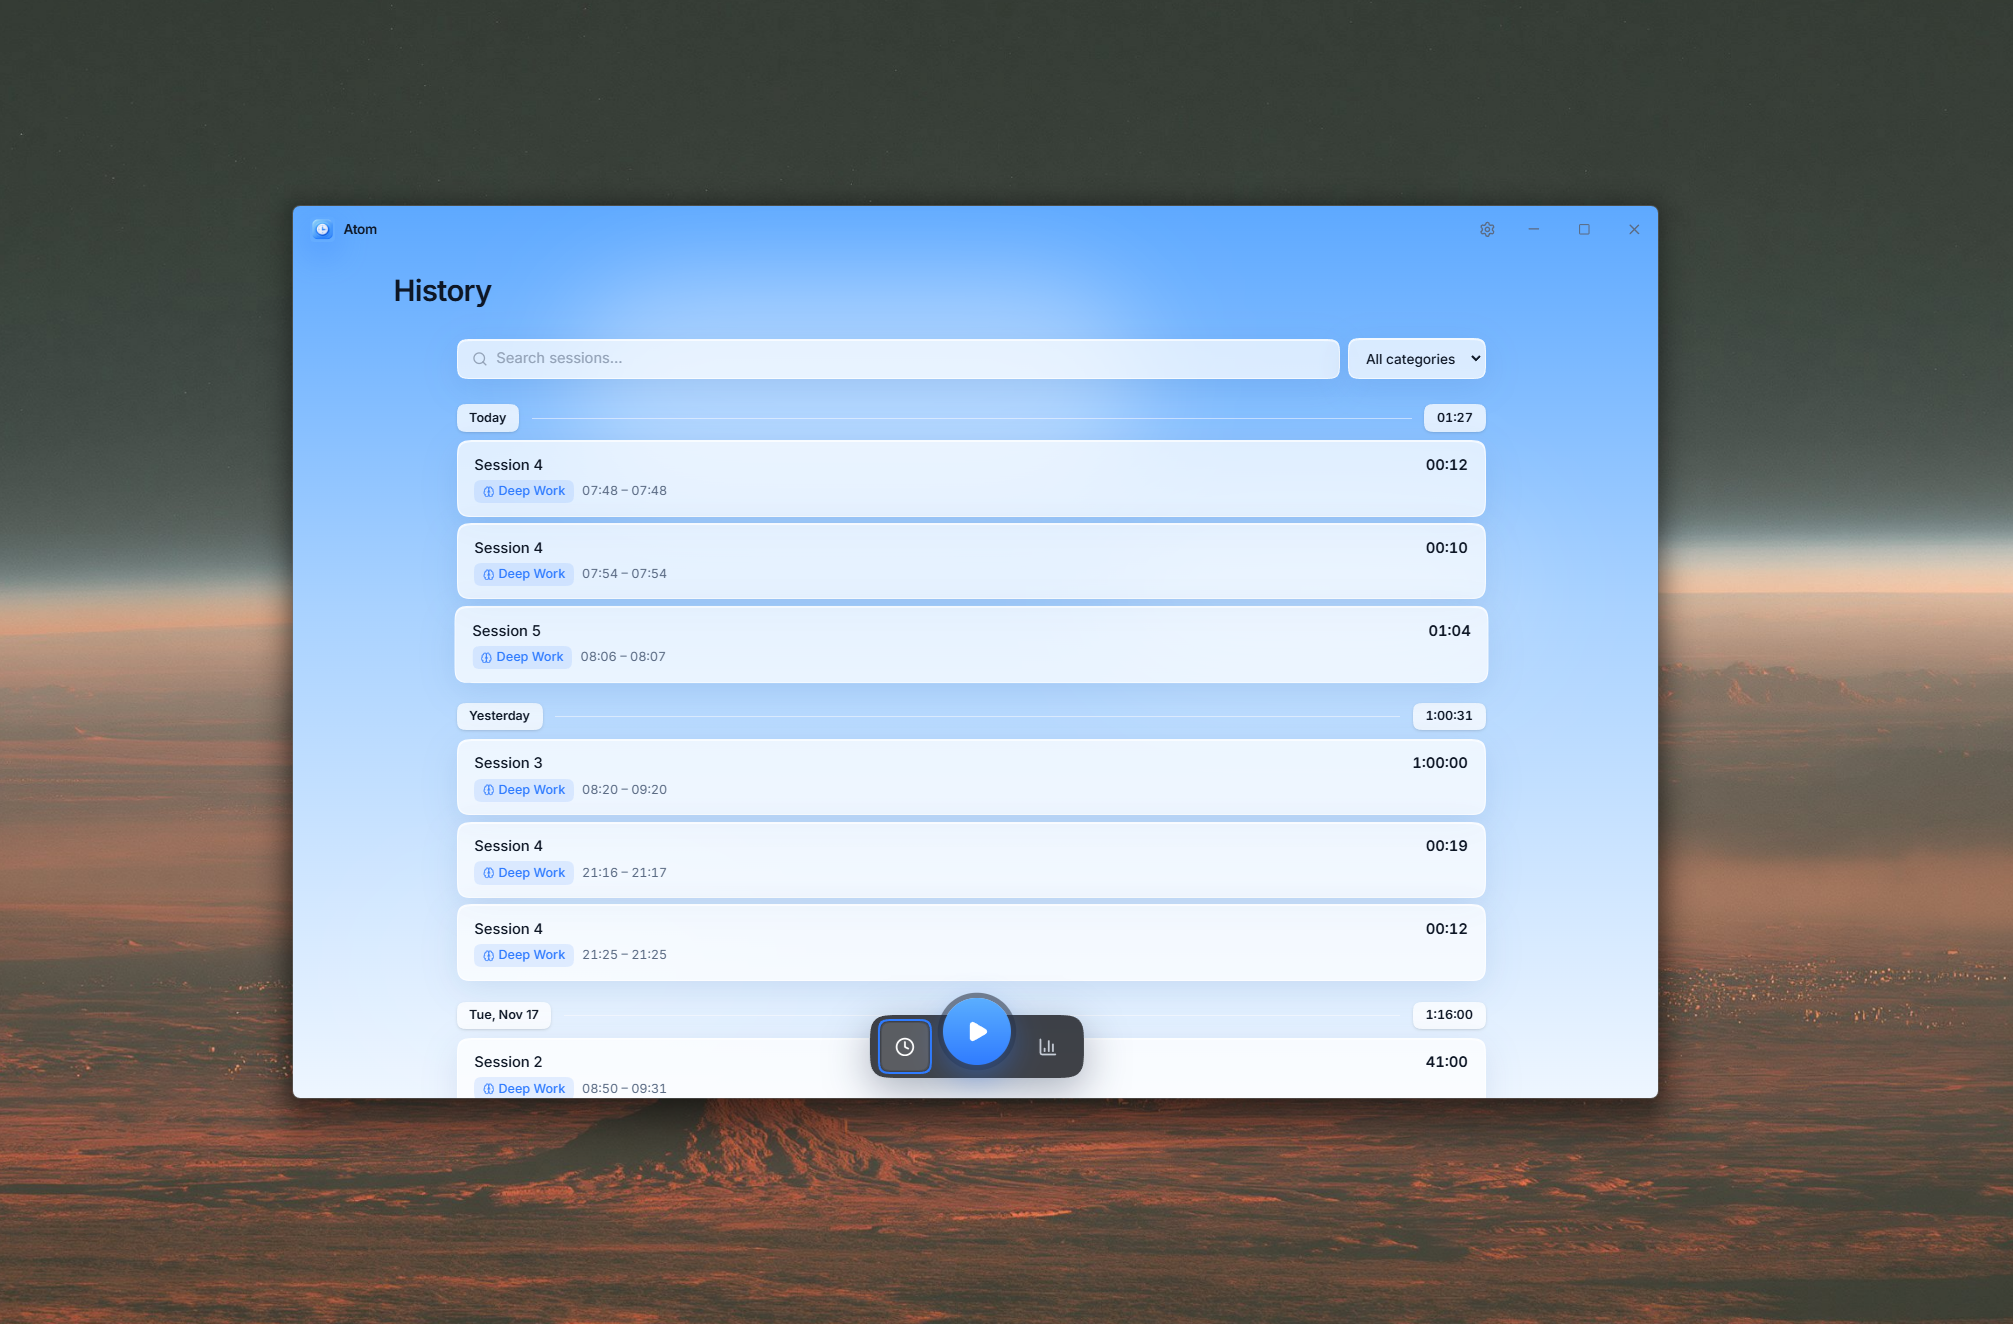 Atom
History
Search sessions...
All categories
Today
01:27
Session 4
00:12
Deep Work
07:48 – 07:48
Session 4
00:10
Deep Work
07:54 – 07:54
Session 5
01:04
Deep Work
08:06 – 08:07
Yesterday
1:00:31
Session 3
1:00:00
Deep Work
08:20 – 09:20
Session 4
00:19
Deep Work
21:16 – 21:17
Session 4
00:12
Deep Work
21:25 – 21:25
Tue, Nov 17
1:16:00
Session 2
41:00
Deep Work
08:50 – 09:31